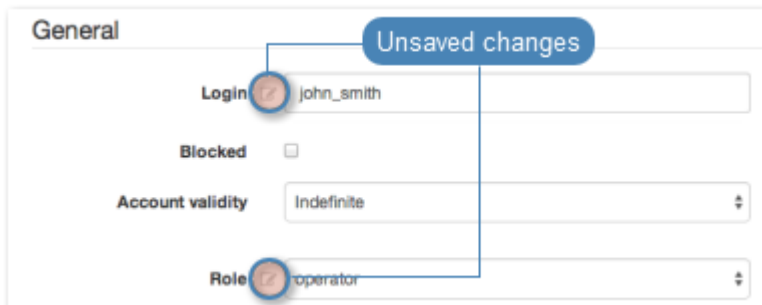 General
Unsaved changes
Login john_smith
Blocked
Account validity Indefinite
Role operator